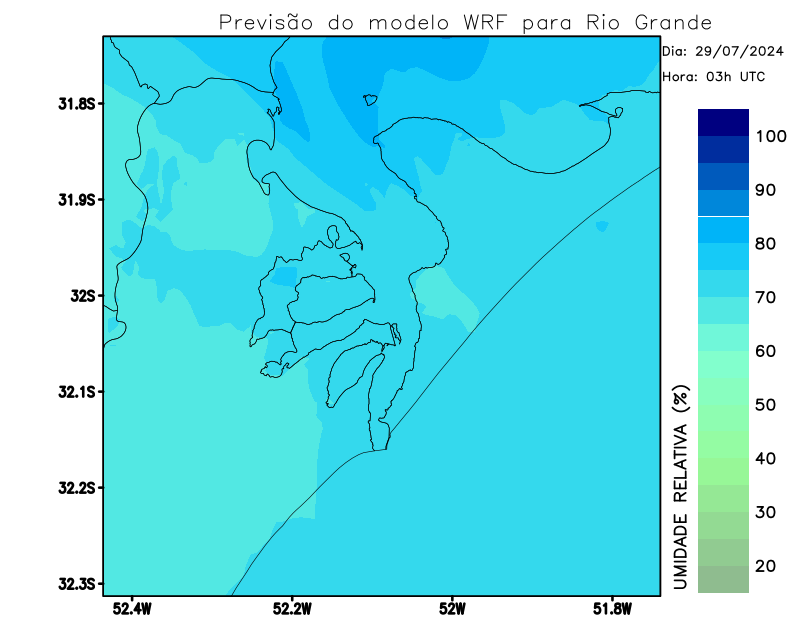 Previsão do modelo WRF para Rio Grande
Dia: 29/07/2024
Hora: 03h UTC
31.8S
31.9S
32S
32.1S
32.2S
32.3S
52.4W
52.2W
52W
51.8W
UMIDADE RELATIVA (%)
100
90
80
70
60
50
40
30
20